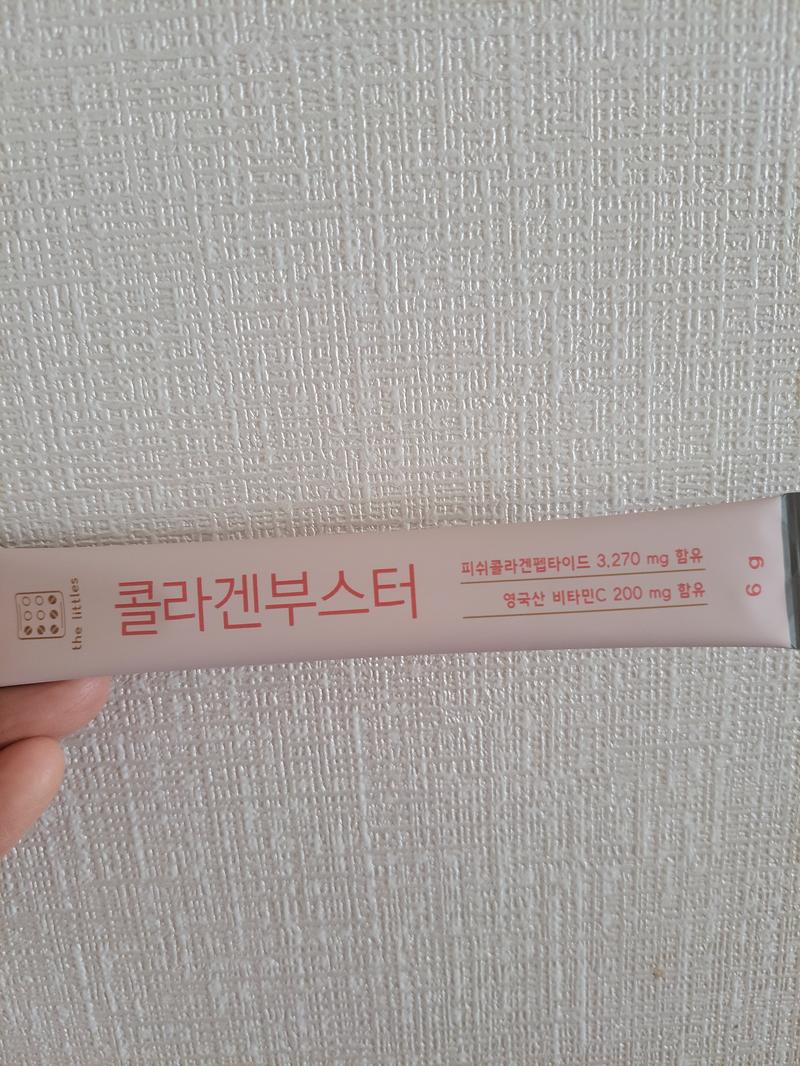 the littles
콜라겐부스터
피쉬콜라겐펩타이드 3,270 mg 함유
영국산 비타민C 200 mg 함유
6 g